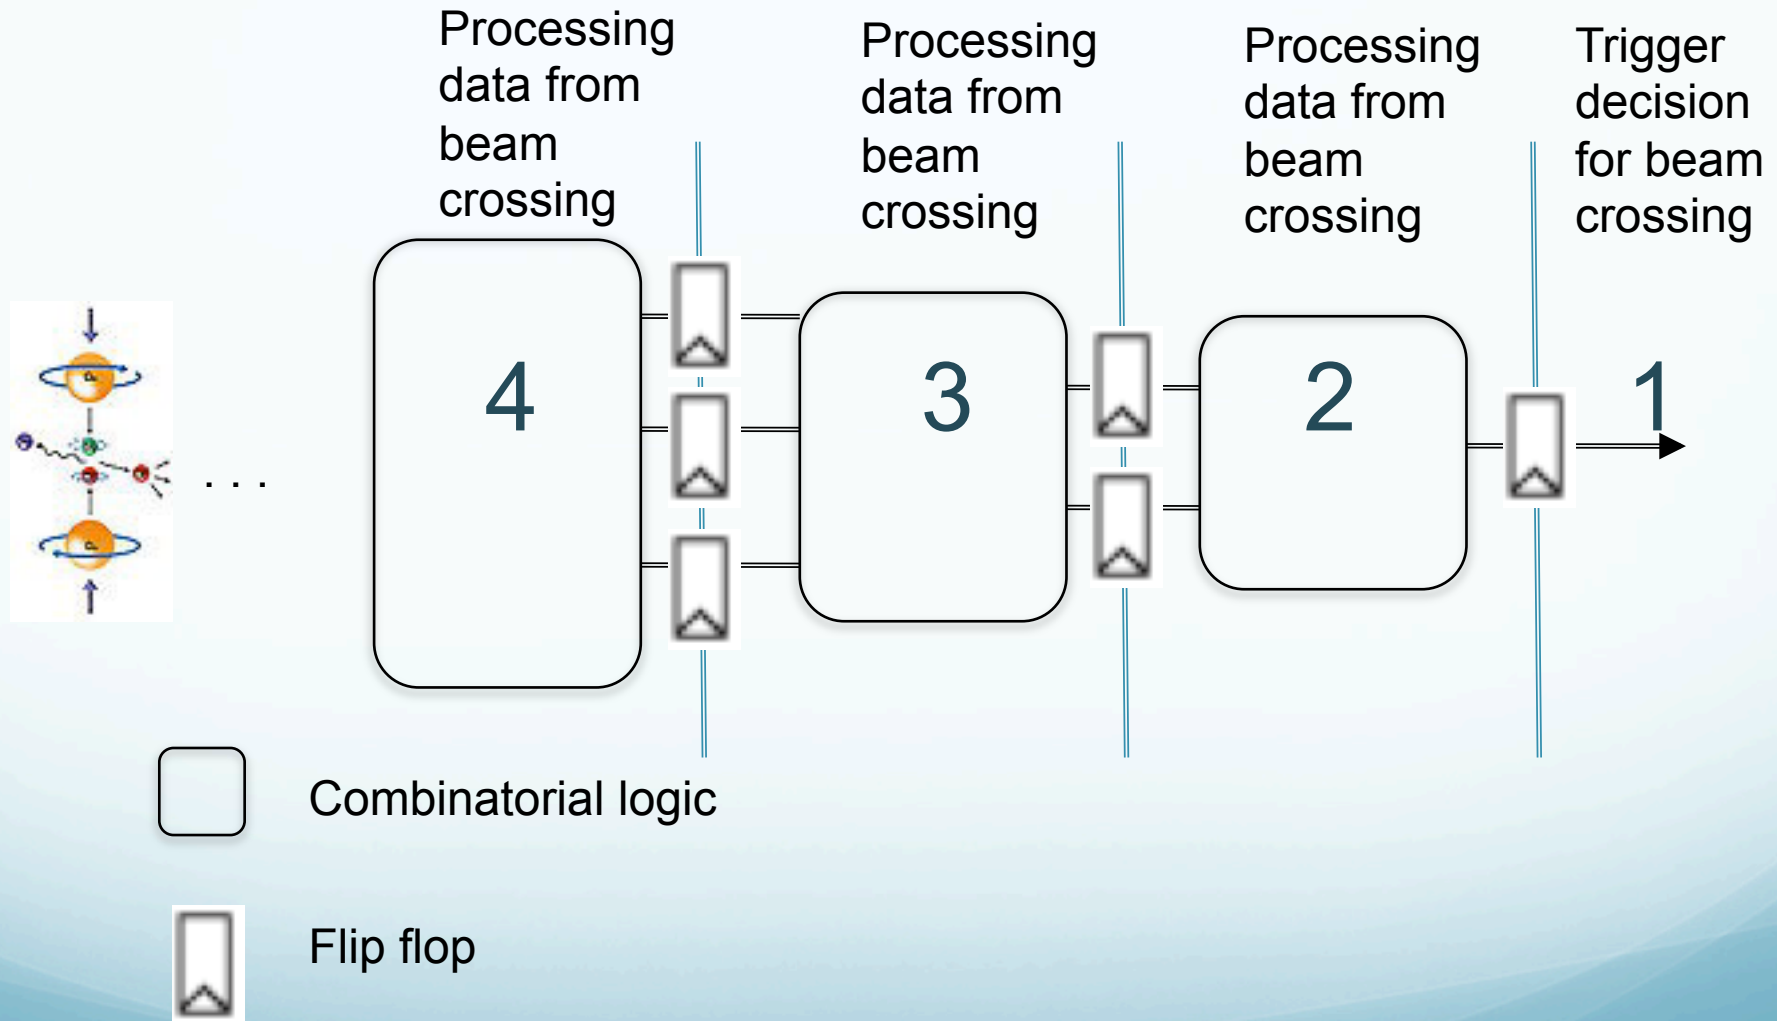 Processing
data from
beam
crossing
Processing
data from
beam
crossing
Processing
data from
beam
crossing
Trigger
decision
for beam
crossing
. . .
4
3
2
1
Combinatorial logic
Flip flop